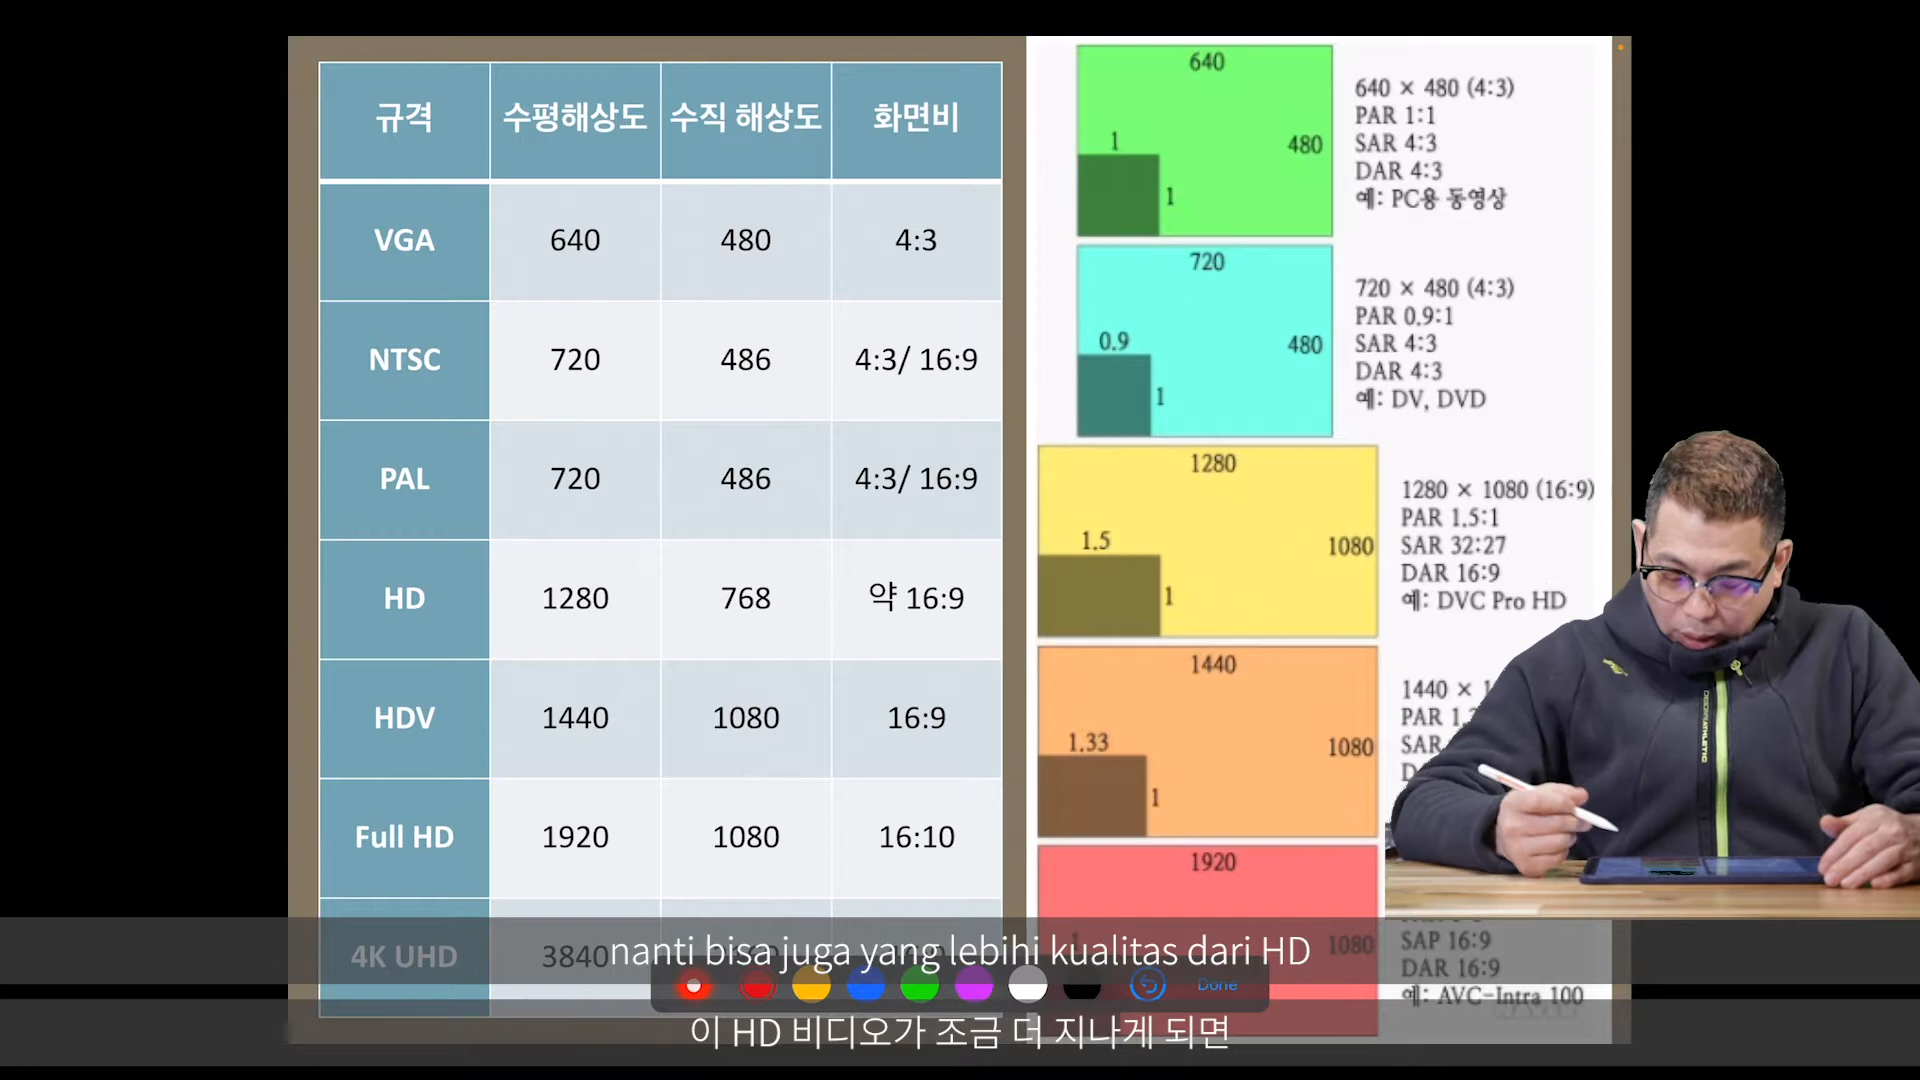 규격 수평해상도 수직 해상도 화면비
VGA 640 480 4:3
NTSC 720 486 4:3/ 16:9
PAL 720 486 4:3/ 16:9
HD 1280 768 약 16:9
HDV 1440 1080 16:9
Full HD 1920 1080 16:10
4K UHD 3840
640
480
1
1
640 × 480 (4:3)
PAR 1:1
SAR 4:3
DAR 4:3
예: PC용 동영상
720
480
0.9
1
720 × 480 (4:3)
PAR 0.9:1
SAR 4:3
DAR 4:3
예: DV, DVD
1280
1080
1.5
1
1280 × 1080 (16:9)
PAR 1.5:1
SAR 32:27
DAR 16:9
예: DVC Pro HD
1440
1080
1.33
1
1440 ×
PAR
SAR
1920
1080
SAP 16:9
DAR 16:9
예: AVC-Intra 100
nanti bisa juga yang lebihi kualitas dari HD
Done
이 HD 비디오가 조금 더 지나게 되면